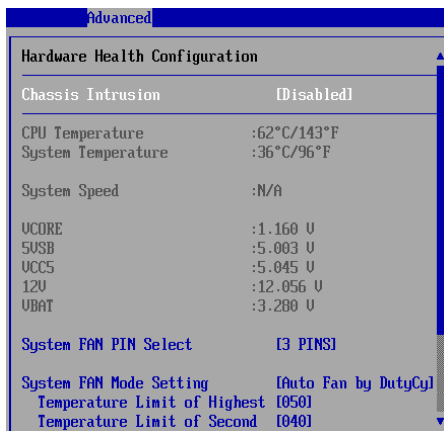 Advanced
Hardware Health Configuration
Chassis Intrusion [Disabled]
CPU Temperature :62°C/143°F
System Temperature :36°C/96°F
System Speed :N/A
VCORE :1.160 V
5VSB :5.003 V
VCC5 :5.045 V
12V :12.056 V
VBAT :3.280 V
System FAN PIN Select [3 PINS]
System FAN Mode Setting [Auto Fan by DutyCy]
Temperature Limit of Highest [050]
Temperature Limit of Second [040]